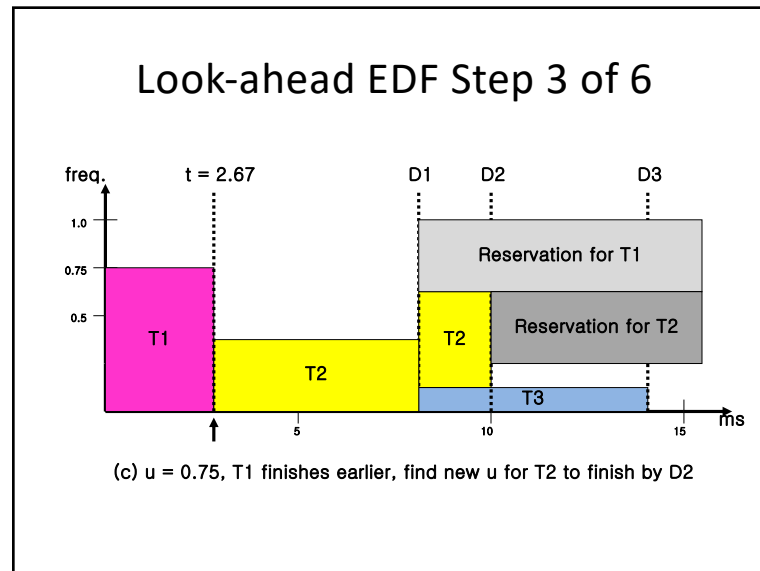 Look-ahead EDF Step 3 of 6
freq.
t = 2.67
D1
D2
D3
1.0
0.75
0.5
Reservation for T1
Reservation for T2
T1
T2
T2
T3
5
10
15
ms
(c) u = 0.75, T1 finishes earlier, find new u for T2 to finish by D2